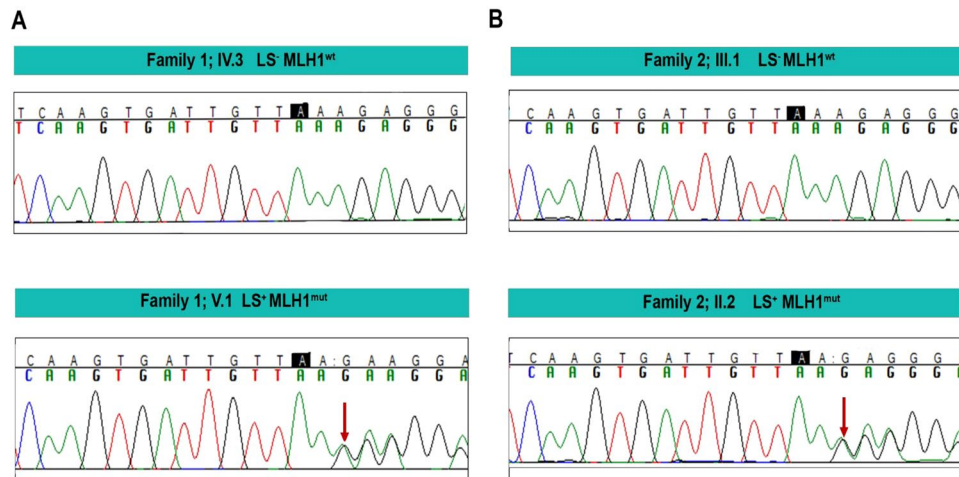 A
B
Family 1; IV.3 LS⁻ MLH1ʷᵗ
T C A A G T G A T T G T T A A A G A G G G
T C A A G T G A T T G T T A A A G A G G G
Family 2; III.1 LS⁻ MLH1ʷᵗ
C A A G T G A T T G T T A A A G A G G G
C A A G T G A T T G T T A A A G A G G G
Family 1; V.1 LS⁺ MLH1ᵐᵘᵗ
C A A G T G A T T G T T A A : G A A G G A
C A A G T G A T T G T T A A G A A G G A
Family 2; II.2 LS⁺ MLH1ᵐᵘᵗ
T C A A G T G A T T G T T A A : G A G G G
C A A G T G A T T G T T A A G A G G G A